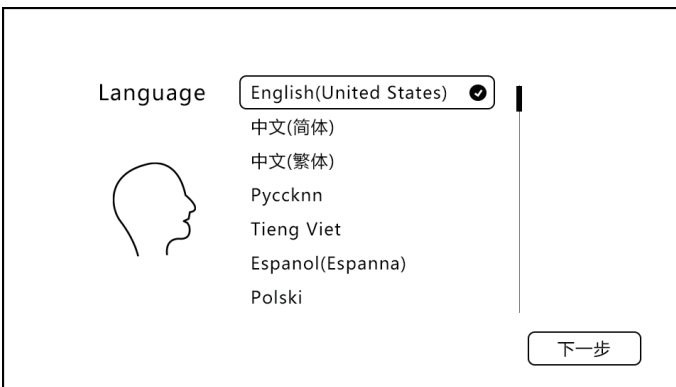 Language
English(United States)
中文(简体)
中文(繁体)
Pyccknn
Tieng Viet
Espanol(Espanna)
Polski
下一步